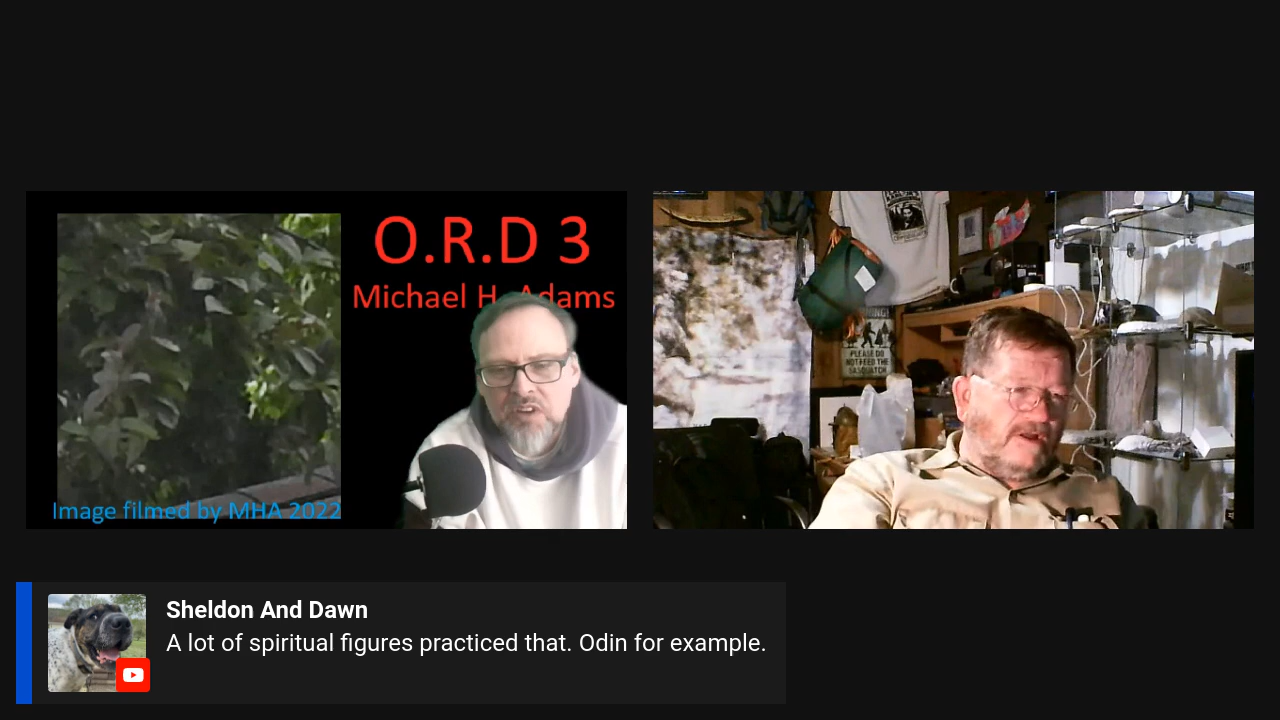 O.R.D 3
Michael H. Adams
Image filmed by MHA 2022
PLEASE DO
NOT FEED THE
SASQUATCH
Sheldon And Dawn
A lot of spiritual figures practiced that. Odin for example.